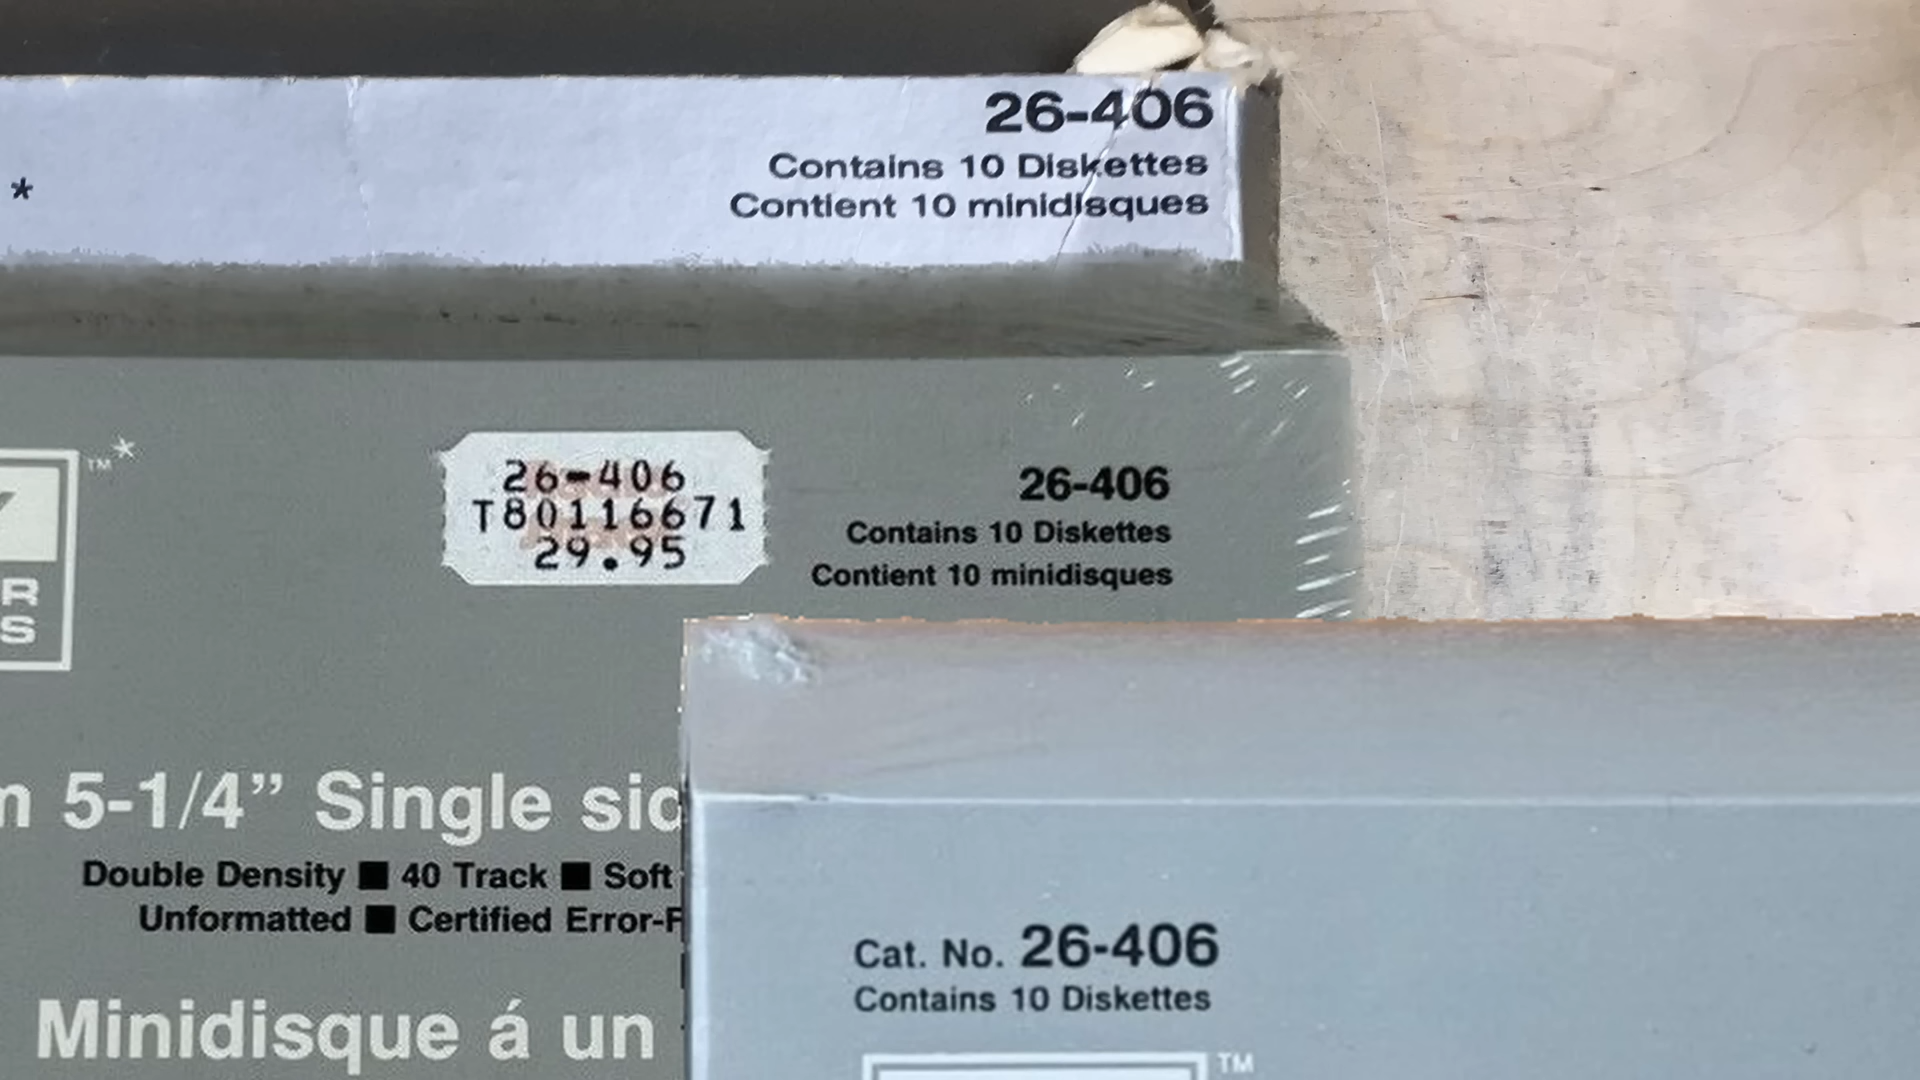 26-406
Contains 10 Diskettes
Contient 10 minidisques
*
TM*
26-406
T80116671
29.95
26-406
Contains 10 Diskettes
Contient 10 minidisques
R
S
5-1/4” Single sid
Double Density ■ 40 Track ■ Soft
Unformatted ■ Certified Error-F
Minidisque á un
Cat. No. 26-406
Contains 10 Diskettes
TM